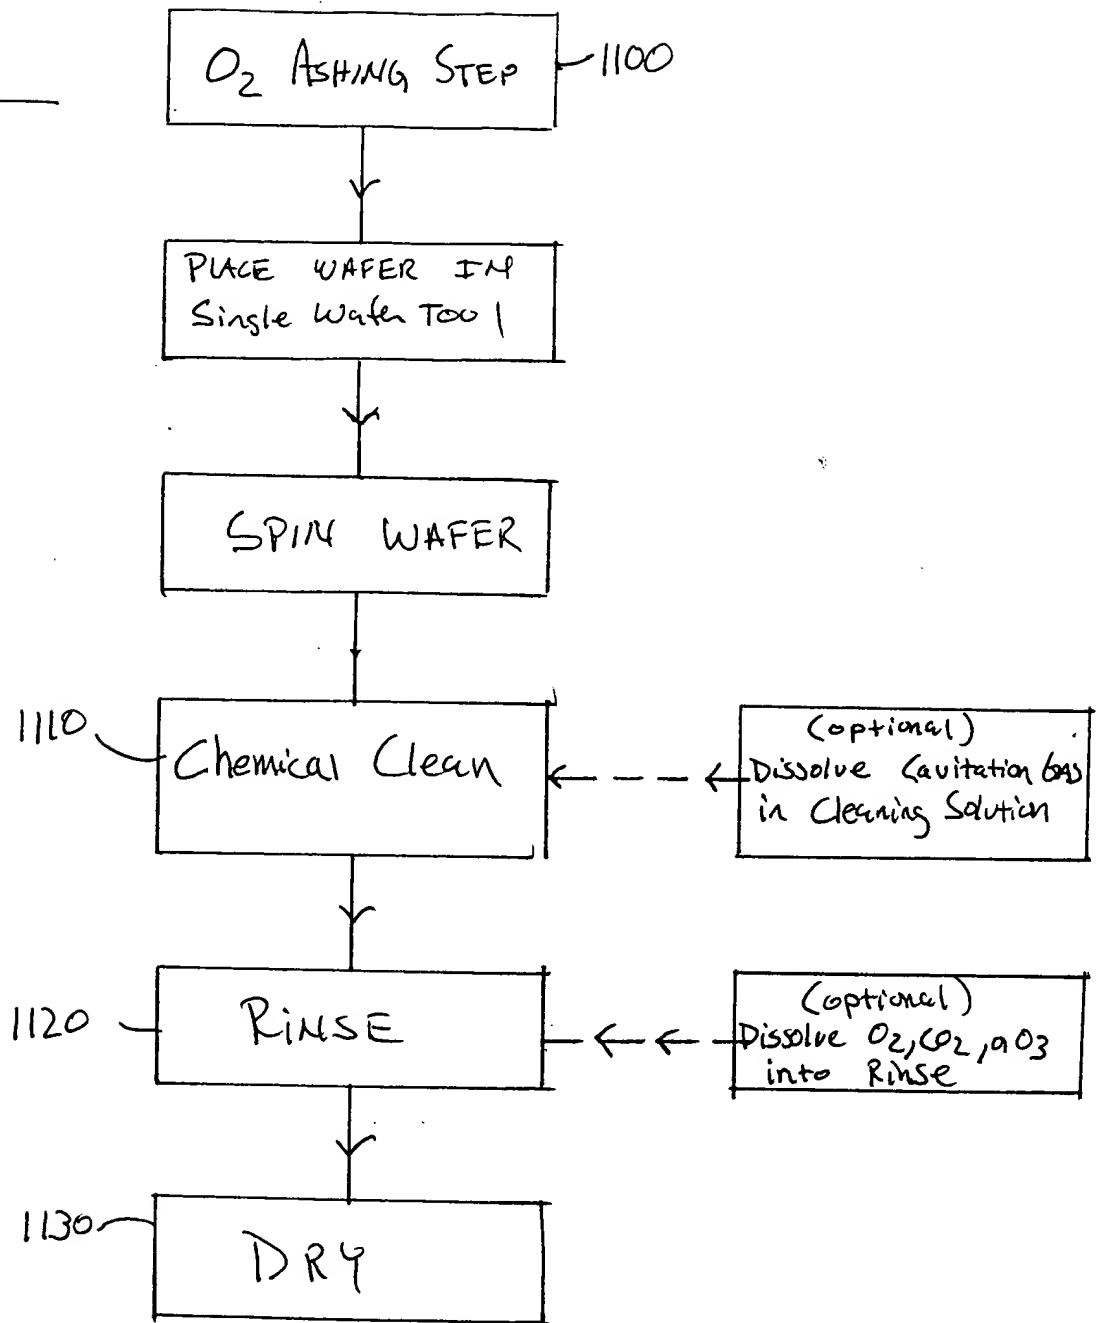 O2 ASHING STEP
1100
PLACE WAFER IN
Single Wafer Tool
SPIN WAFER
1110
Chemical Clean
(optional)
Dissolve Cavitation GAS
in Cleaning Solution
1120
RINSE
(optional)
Dissolve O2, CO2, O3
into Rinse
1130
DRY